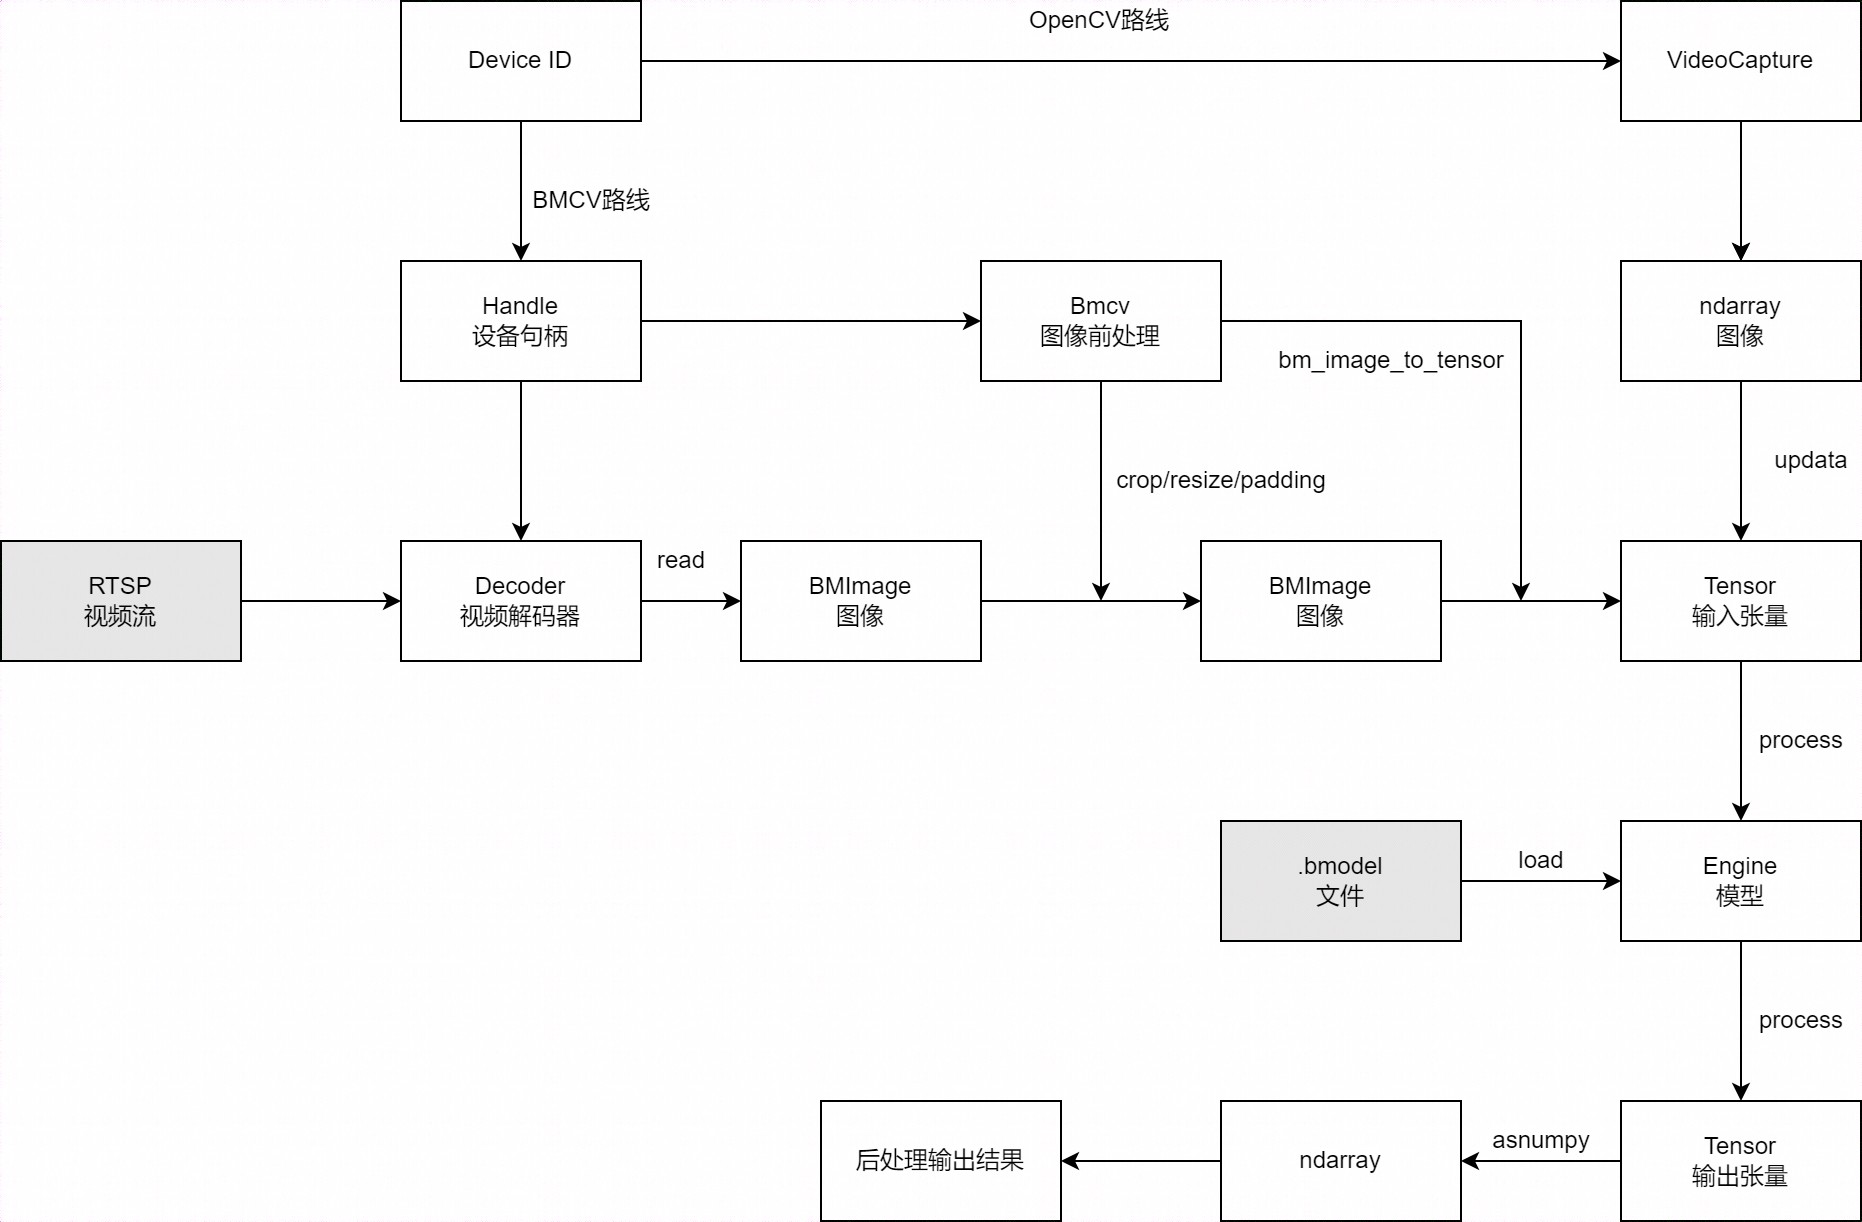 OpenCV路线
Device ID
VideoCapture
BMCV路线
Handle
设备句柄
Bmcv
图像前处理
ndarray
图像
bm_image_to_tensor
crop/resize/padding
updata
RTSP
视频流
Decoder
视频解码器
read
BMImage
图像
BMImage
图像
Tensor
输入张量
process
.bmodel
文件
load
Engine
模型
process
后处理输出结果
ndarray
asnumpy
Tensor
输出张量